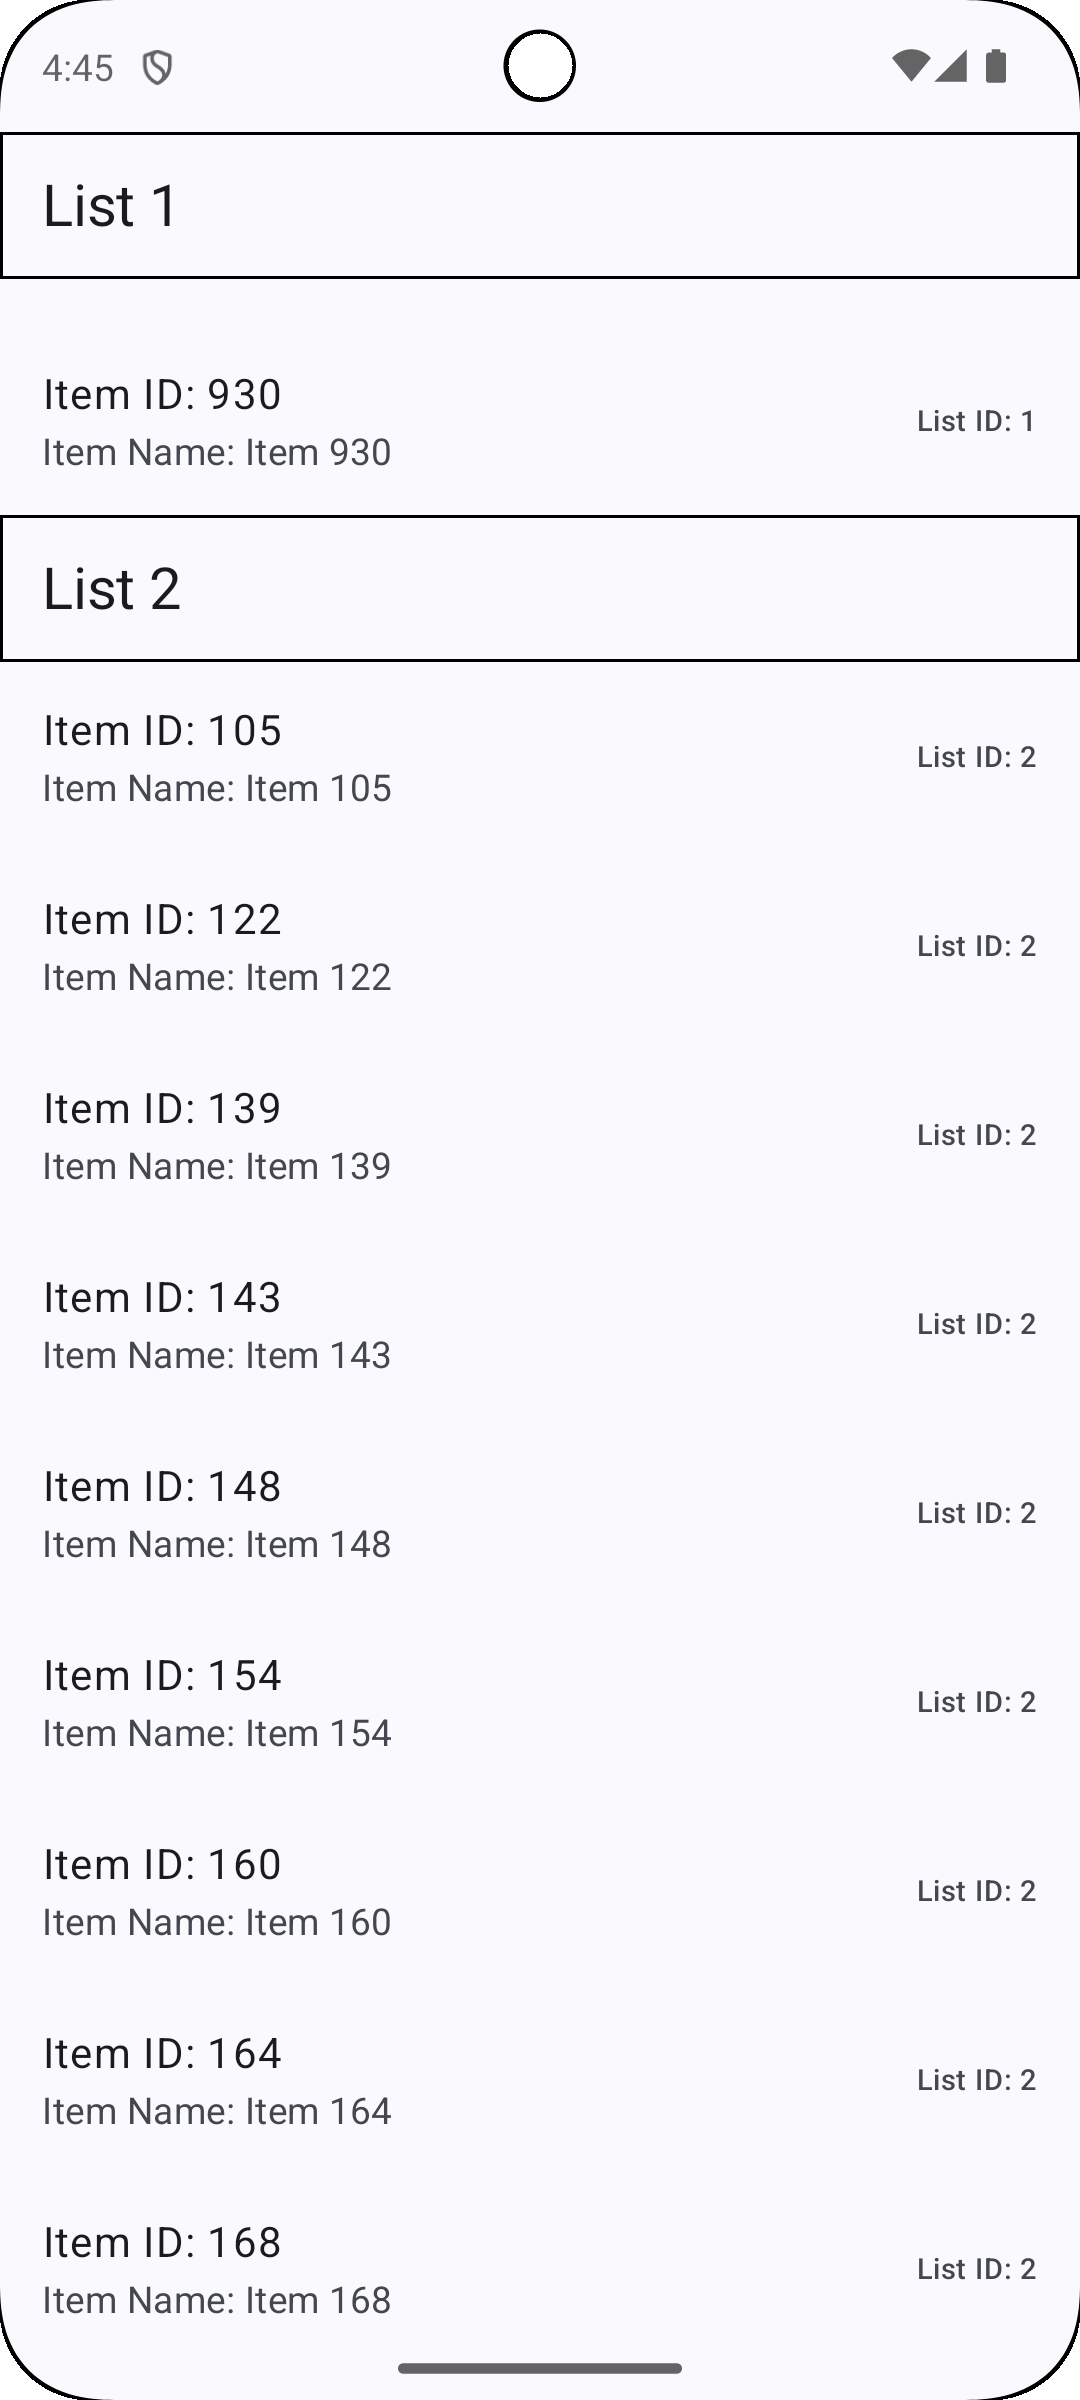 4:45
List 1
Item ID: 930
Item Name: Item 930
List ID: 1
List 2
Item ID: 105
Item Name: Item 105
List ID: 2
Item ID: 122
Item Name: Item 122
List ID: 2
Item ID: 139
Item Name: Item 139
List ID: 2
Item ID: 143
Item Name: Item 143
List ID: 2
Item ID: 148
Item Name: Item 148
List ID: 2
Item ID: 154
Item Name: Item 154
List ID: 2
Item ID: 160
Item Name: Item 160
List ID: 2
Item ID: 164
Item Name: Item 164
List ID: 2
Item ID: 168
Item Name: Item 168
List ID: 2